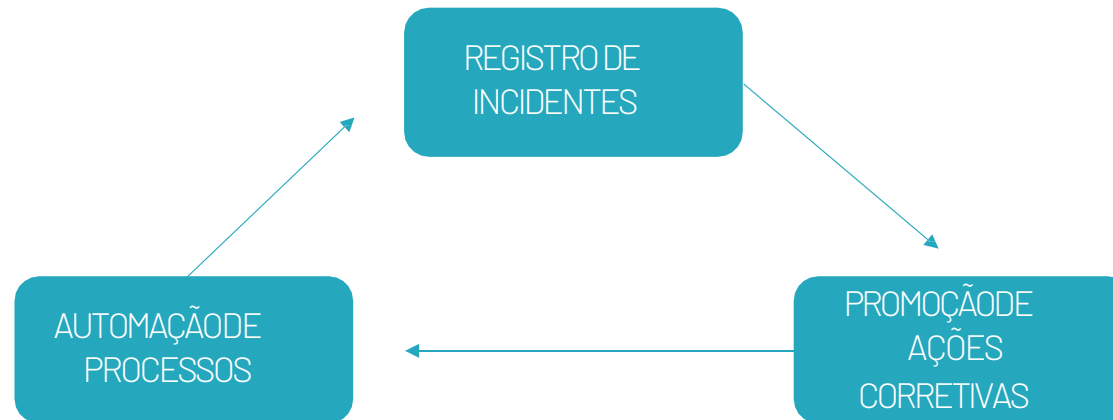 REGISTRO DE
INCIDENTES
AUTOMAÇÃODE
PROCESSOS
PROMOÇÃODE
AÇÕES
CORRETIVAS